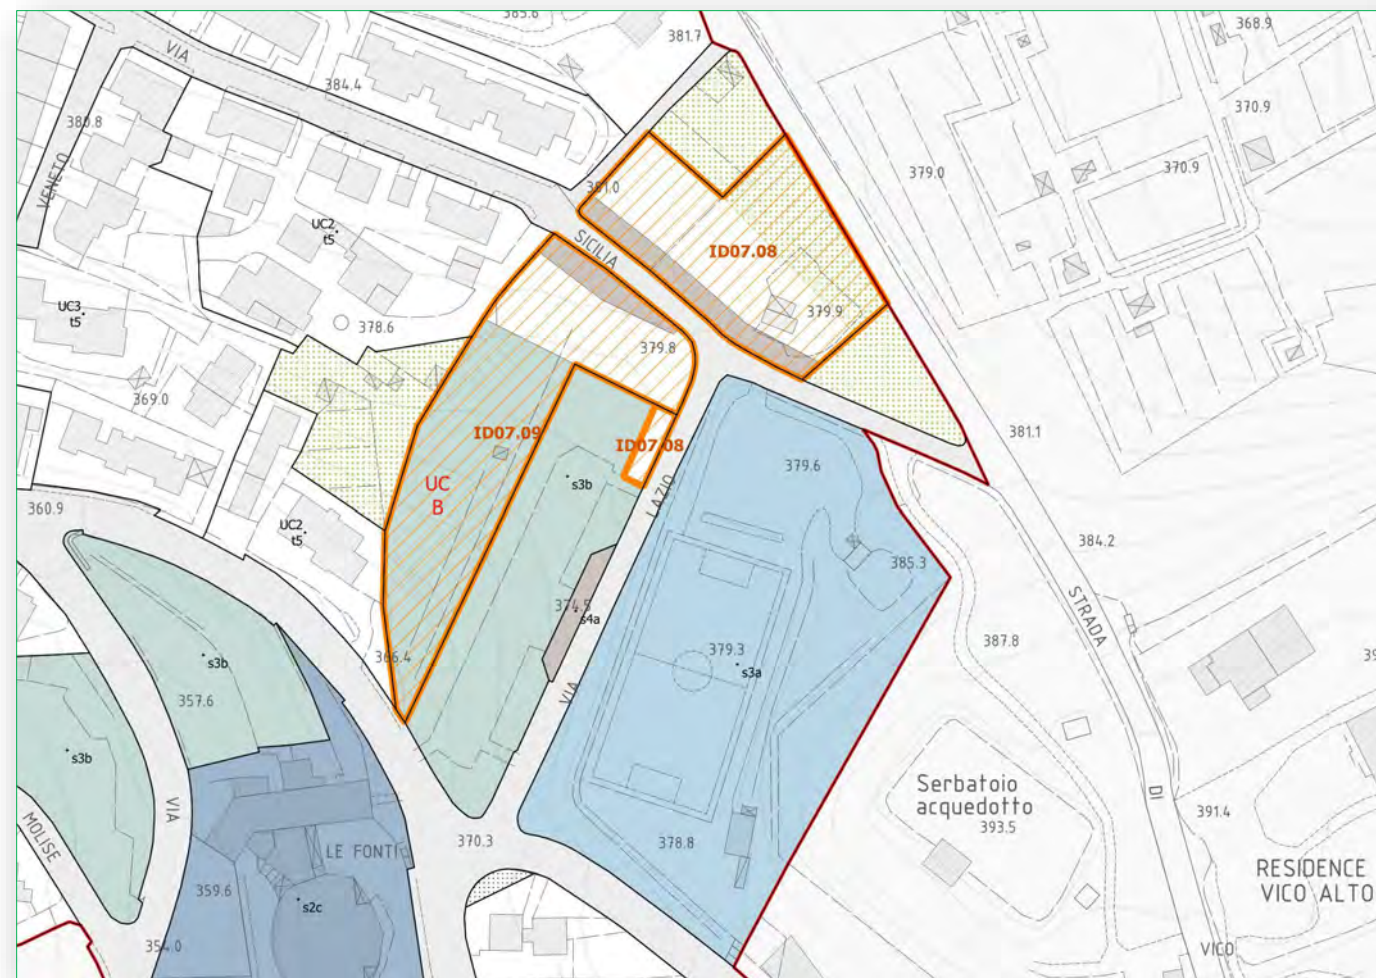 385.6
381.7
368.9
VIA
384.4
380.8
370.9
379.0
370.9
VENETO
381.0
UC2
t5
SICILIA
ID07.08
UC3
t5
379.9
378.6
379.8
369.0
ID07.09
381.1
ID07.08
379.6
UC
B
s3b
LAZIO
360.9
UC2
t5
384.2
385.3
374.5
s4a
STRADA
387.8
366.4
379.3
s3a
s3b
357.6
VIA
s3b
Serbatoio
acquedotto
393.5
DI
391.4
VIA
MOLISE
370.3
378.8
LE FONTI
RESIDENCE
VICO ALTO
359.6
s2c
354.0
VICO